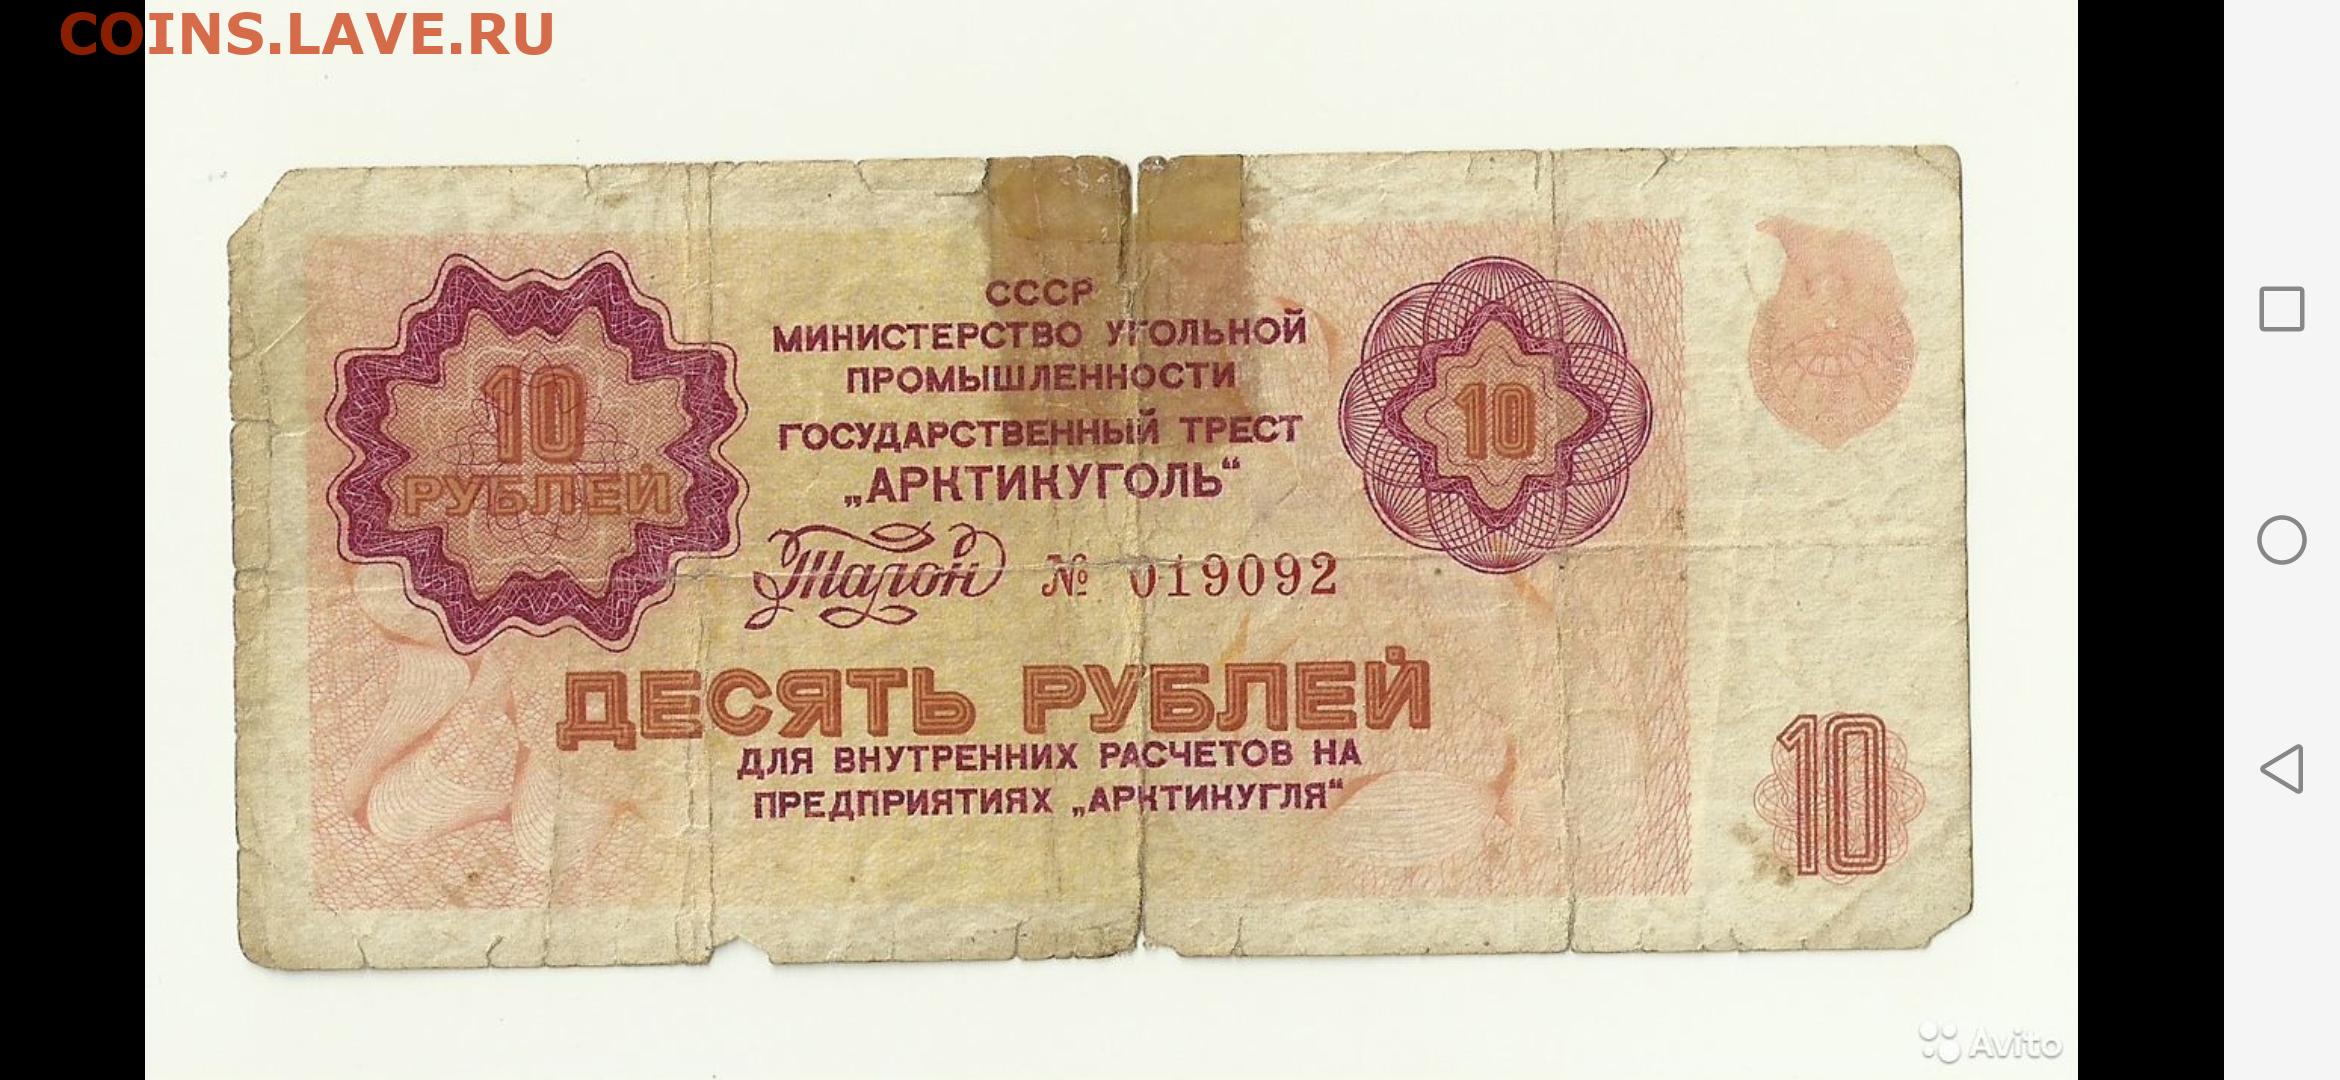 COINS.LAVE.RU
СССР
МИНИСТЕРСТВО УГОЛЬНОЙ
ПРОМЫШЛЕННОСТИ
ГОСУДАРСТВЕННЫЙ ТРЕСТ
„АРКТИКУГОЛЬ“
10
РУБЛЕЙ
10
Талон № 019092
ДЕСЯТЬ РУБЛЕЙ
ДЛЯ ВНУТРЕННИХ РАСЧЕТОВ НА
ПРЕДПРИЯТИЯХ „АРКТИКУГЛЯ“
10
Avito